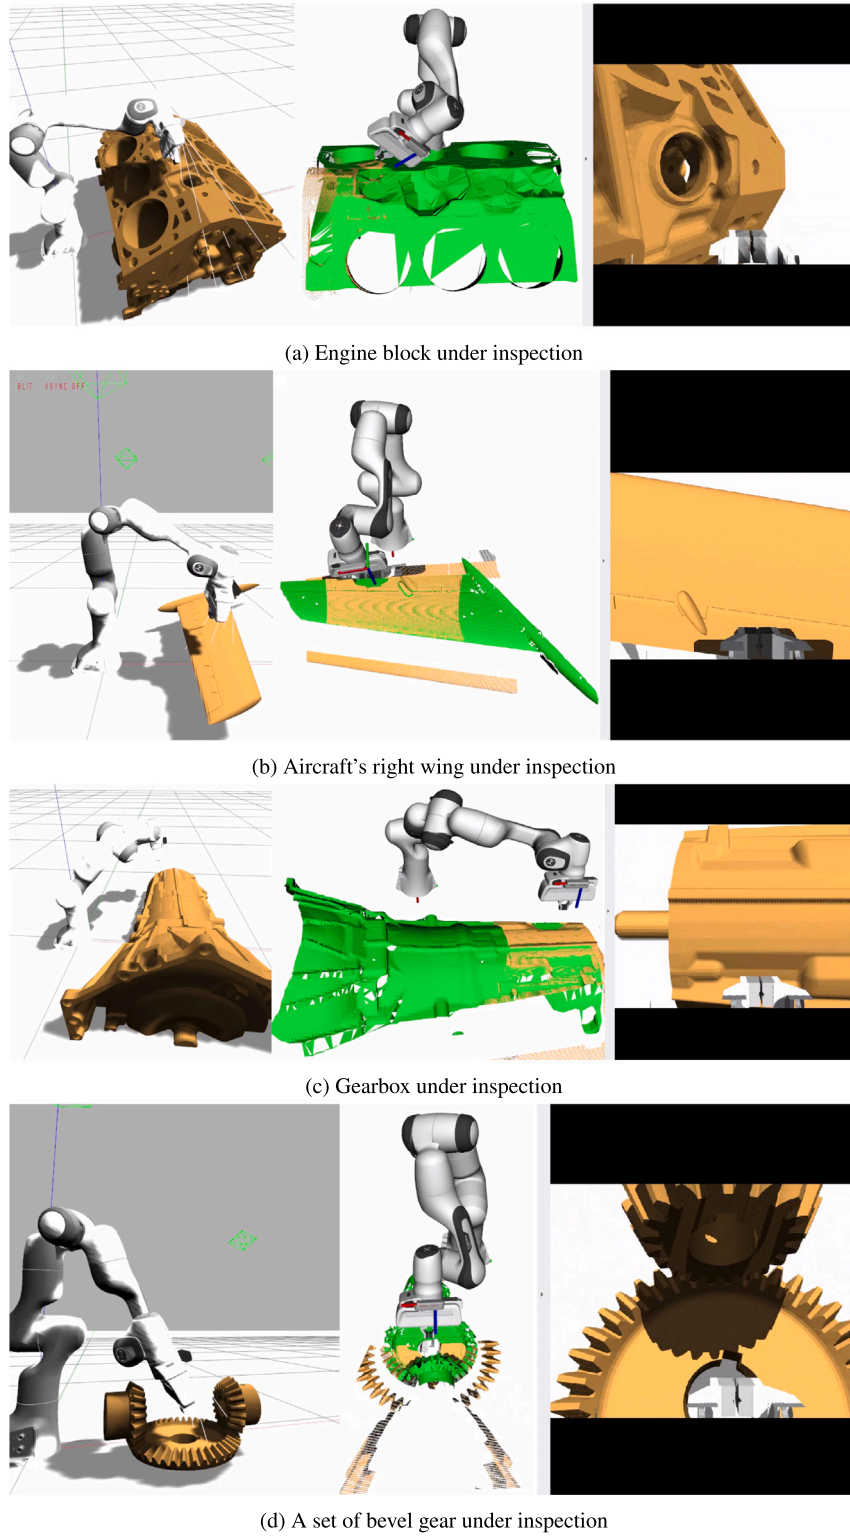 (a) Engine block under inspection
BLIT VSYNC OFF
(b) Aircraft's right wing under inspection
(c) Gearbox under inspection
(d) A set of bevel gear under inspection